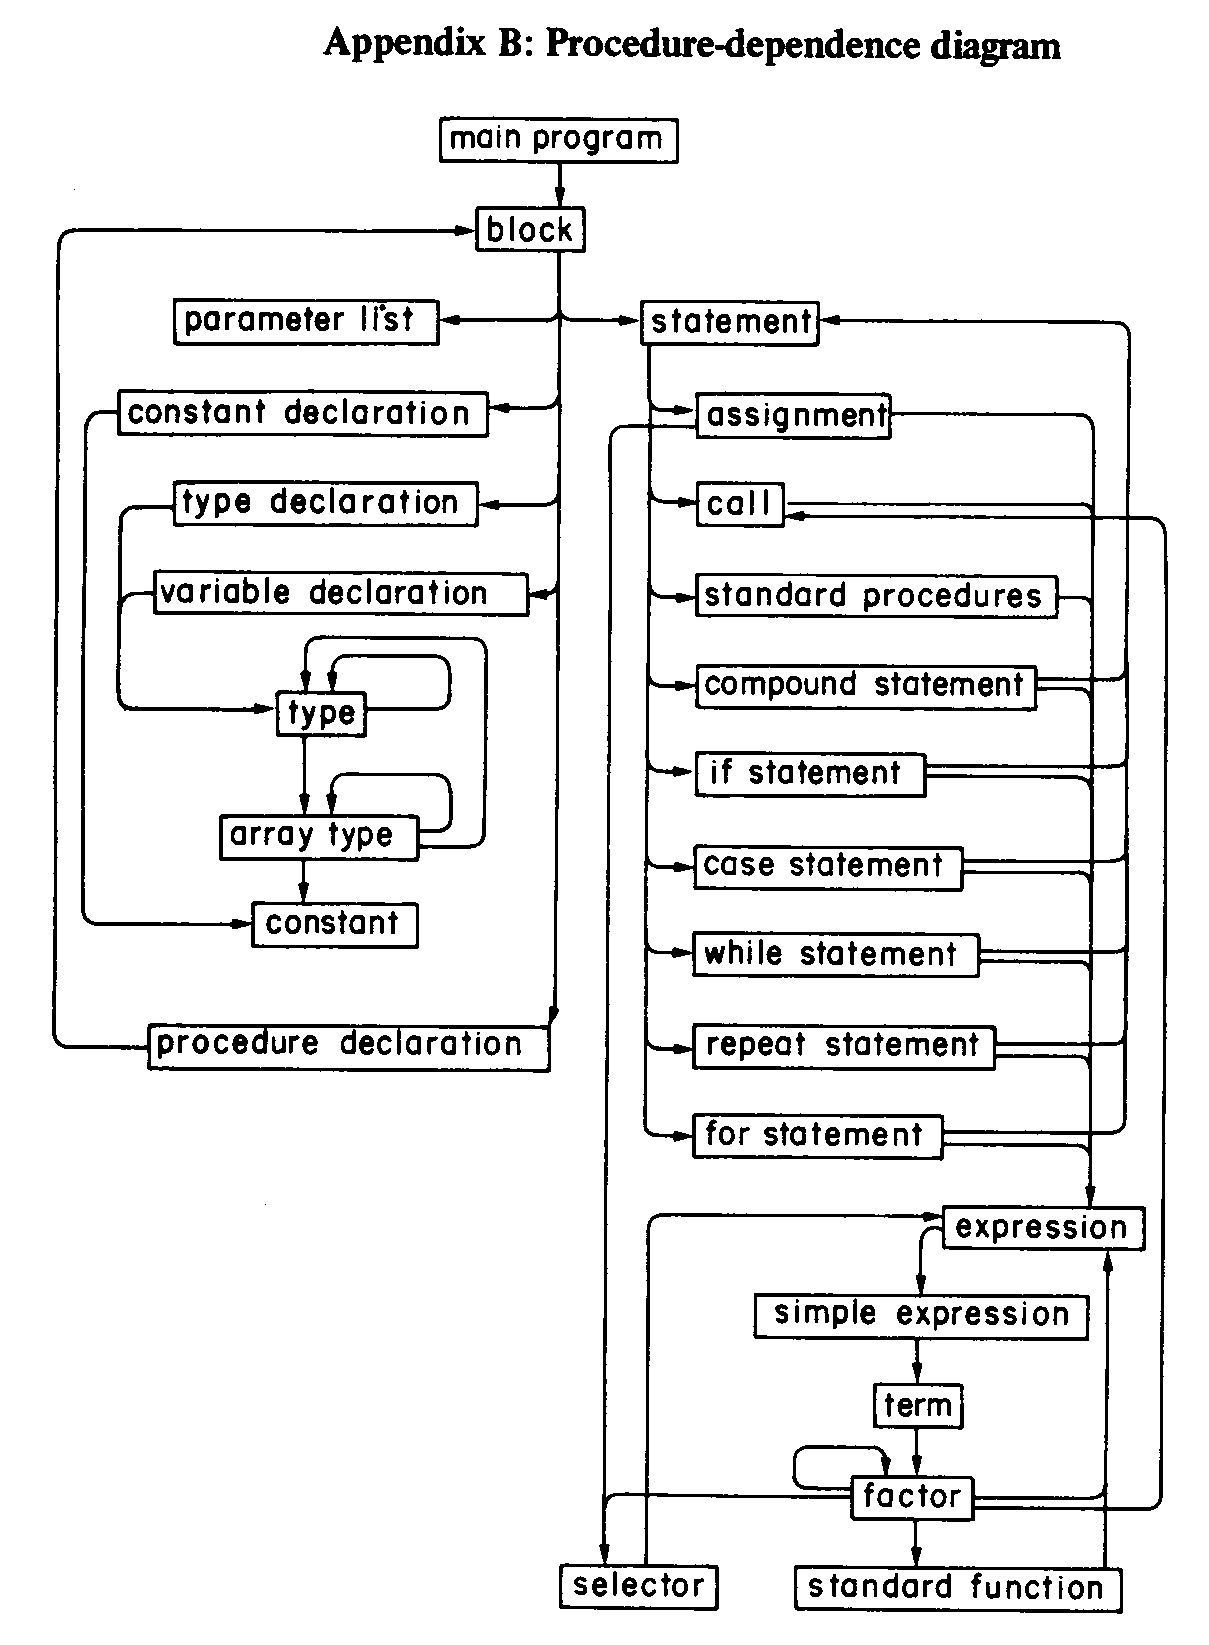 Appendix B: Procedure-dependence diagram
main program
block
parameter list
statement
constant declaration
assignment
type declaration
call
variable declaration
standard procedures
type
compound statement
if statement
array type
case statement
constant
while statement
procedure declaration
repeat statement
for statement
expression
simple expression
term
factor
selector
standard function